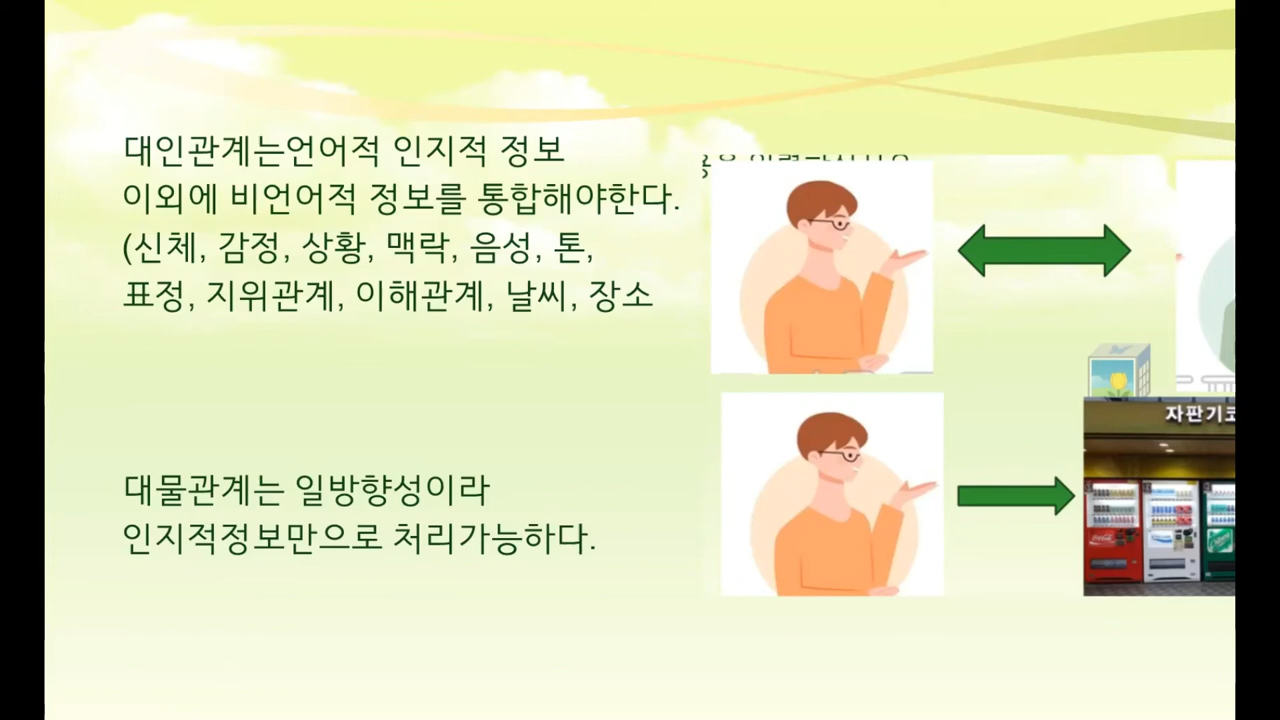 대인관계는언어적 인지적 정보
이외에 비언어적 정보를 통합해야한다.
(신체, 감정, 상황, 맥락, 음성, 톤,
표정, 지위관계, 이해관계, 날씨, 장소
자판기코
대물관계는 일방향성이라
인지적정보만으로 처리가능하다.